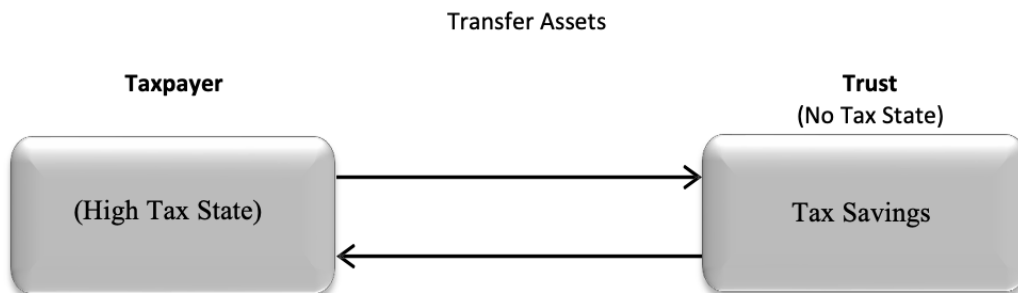 Transfer Assets
Taxpayer
Trust
(No Tax State)
(High Tax State)
Tax Savings